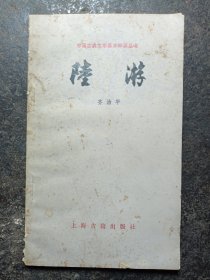 中国古典文学基本知识丛书
陸游
齐治平
上海古籍出版社